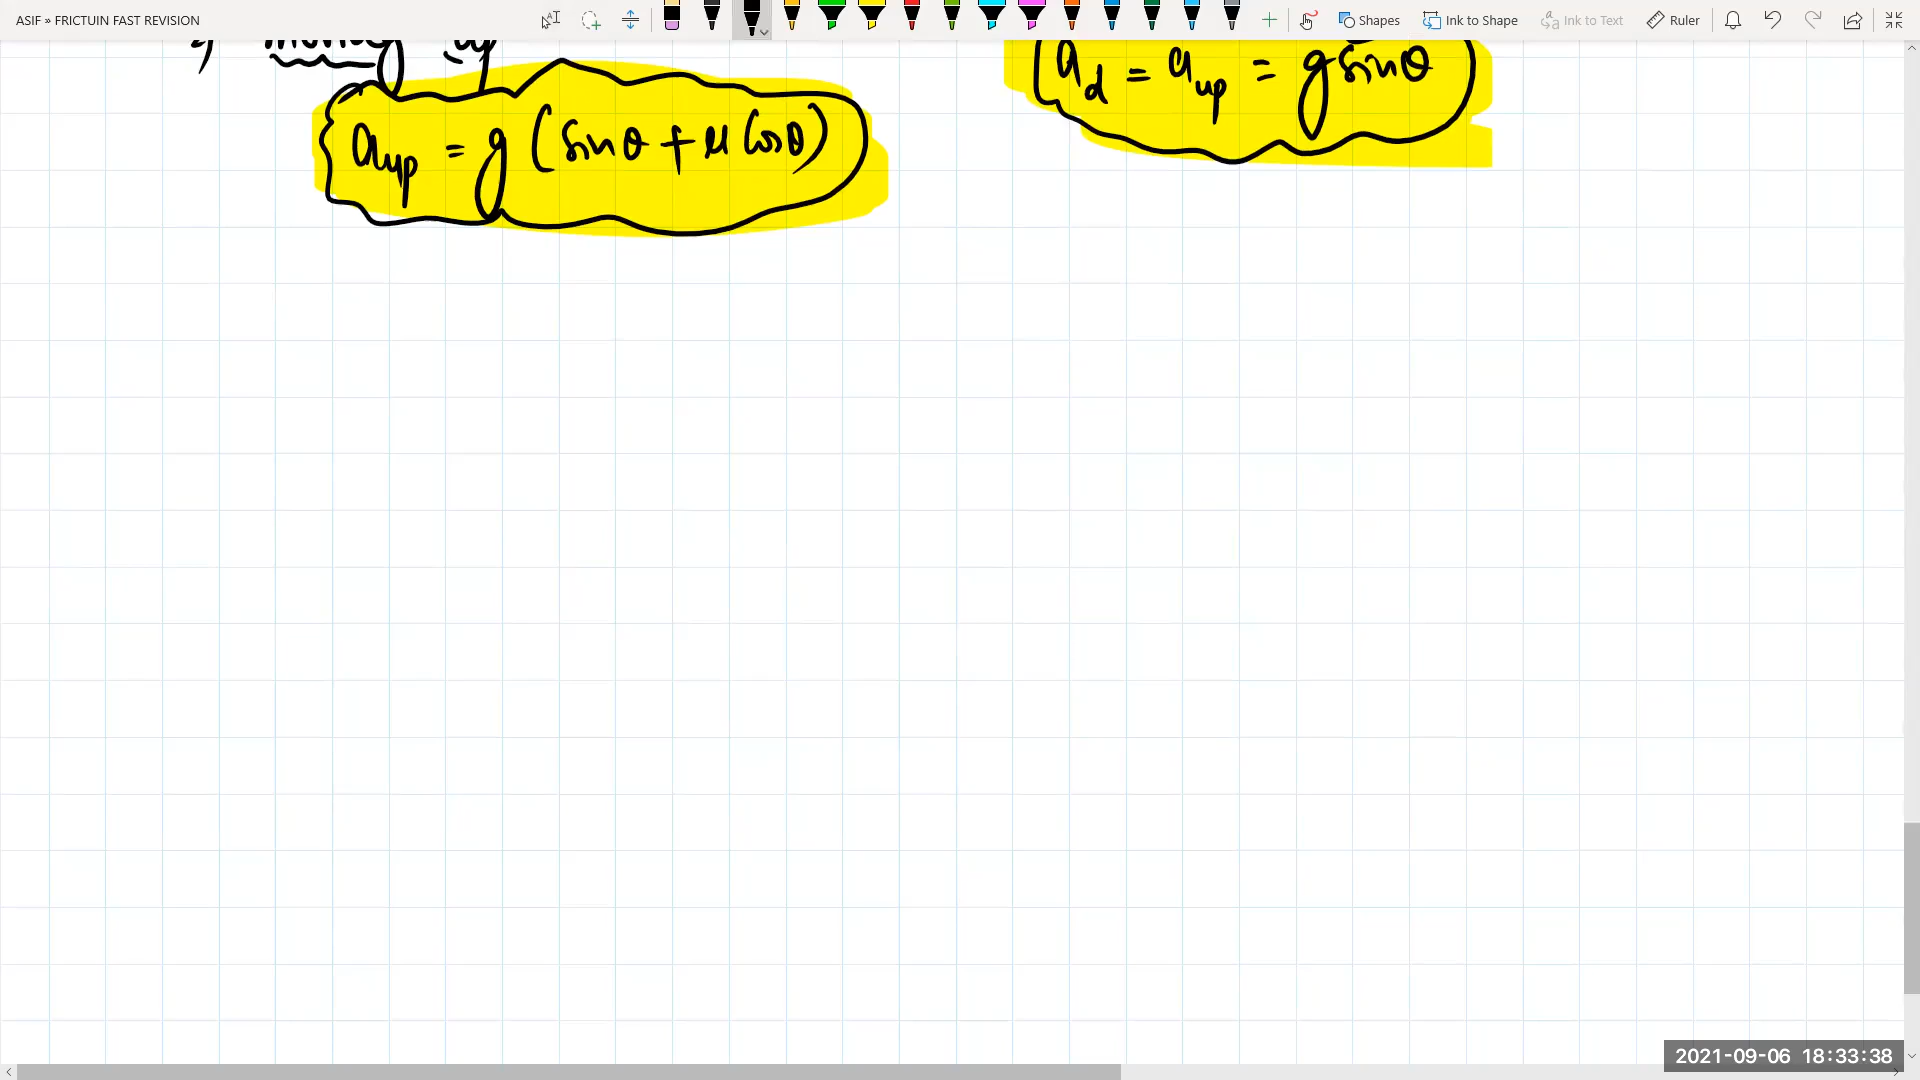 ASIF » FRICTUIN FAST REVISION
Shapes
Ink to Shape
Ink to Text
Ruler
a_d = a_up = g sinθ
a_up = g (sinθ + μ Cosθ)
2021-09-06 18:33:38